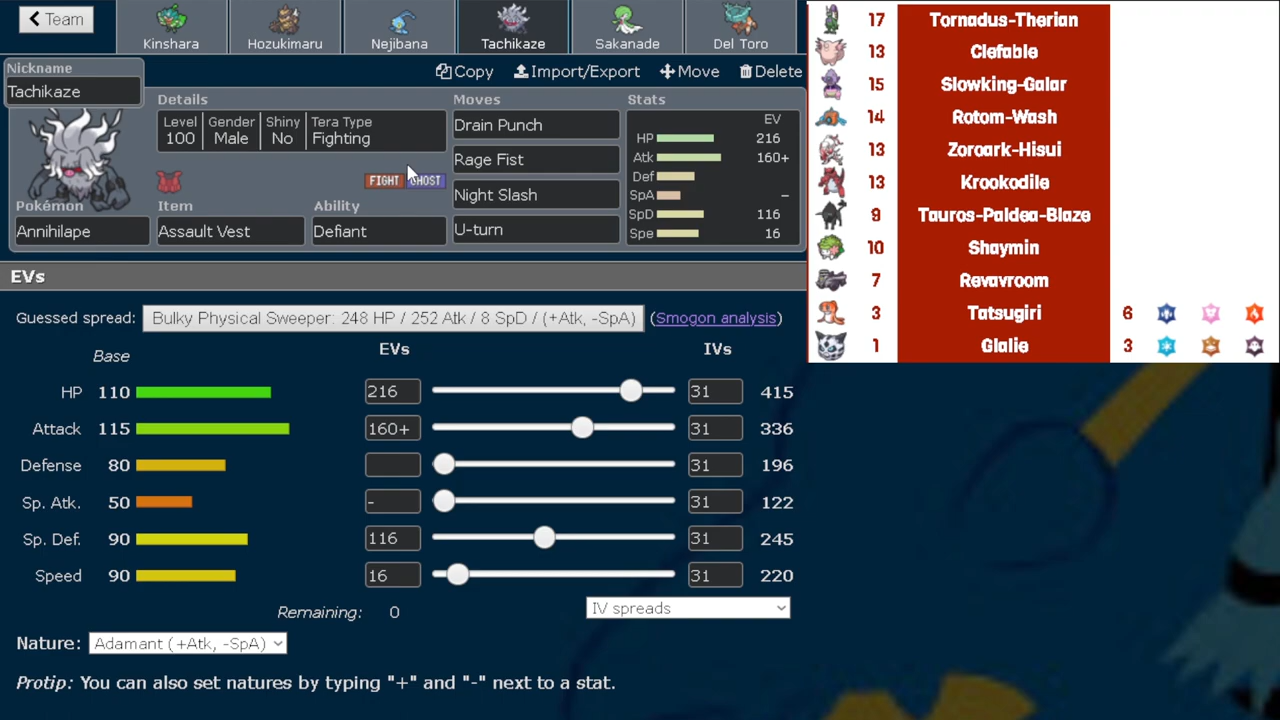 Team
Kinshara
Hozukimaru
Nejibana
Tachikaze
Sakanade
Del Toro
Copy
Import/Export
Move
Delete
Nickname
Tachikaze
Details
Level
100
Gender
Male
Shiny
No
Tera Type
Fighting
FIGHT
GHOST
Pokémon
Annihilape
Item
Assault Vest
Ability
Defiant
Moves
Drain Punch
Rage Fist
Night Slash
U-turn
Stats
EV
HP 216
Atk 160+
Def
SpA –
SpD 116
Spe 16
EVs
Guessed spread: Bulky Physical Sweeper: 248 HP / 252 Atk / 8 SpD / (+Atk, -SpA) (Smogon analysis)
Base EVs IVs
HP 110 216 31 415
Attack 115 160+ 31 336
Defense 80 31 196
Sp. Atk. 50 - 31 122
Sp. Def. 90 116 31 245
Speed 90 16 31 220
Remaining: 0
IV spreads
Nature: Adamant (+Atk, -SpA)
Protip: You can also set natures by typing "+" and "-" next to a stat.
17 Tornadus-Therian
13 Clefable
15 Slowking-Galar
14 Rotom-Wash
13 Zoroark-Hisui
13 Krookodile
9 Tauros-Paldea-Blaze
10 Shaymin
7 Revavroom
3 Tatsugiri 6
1 Glalie 3